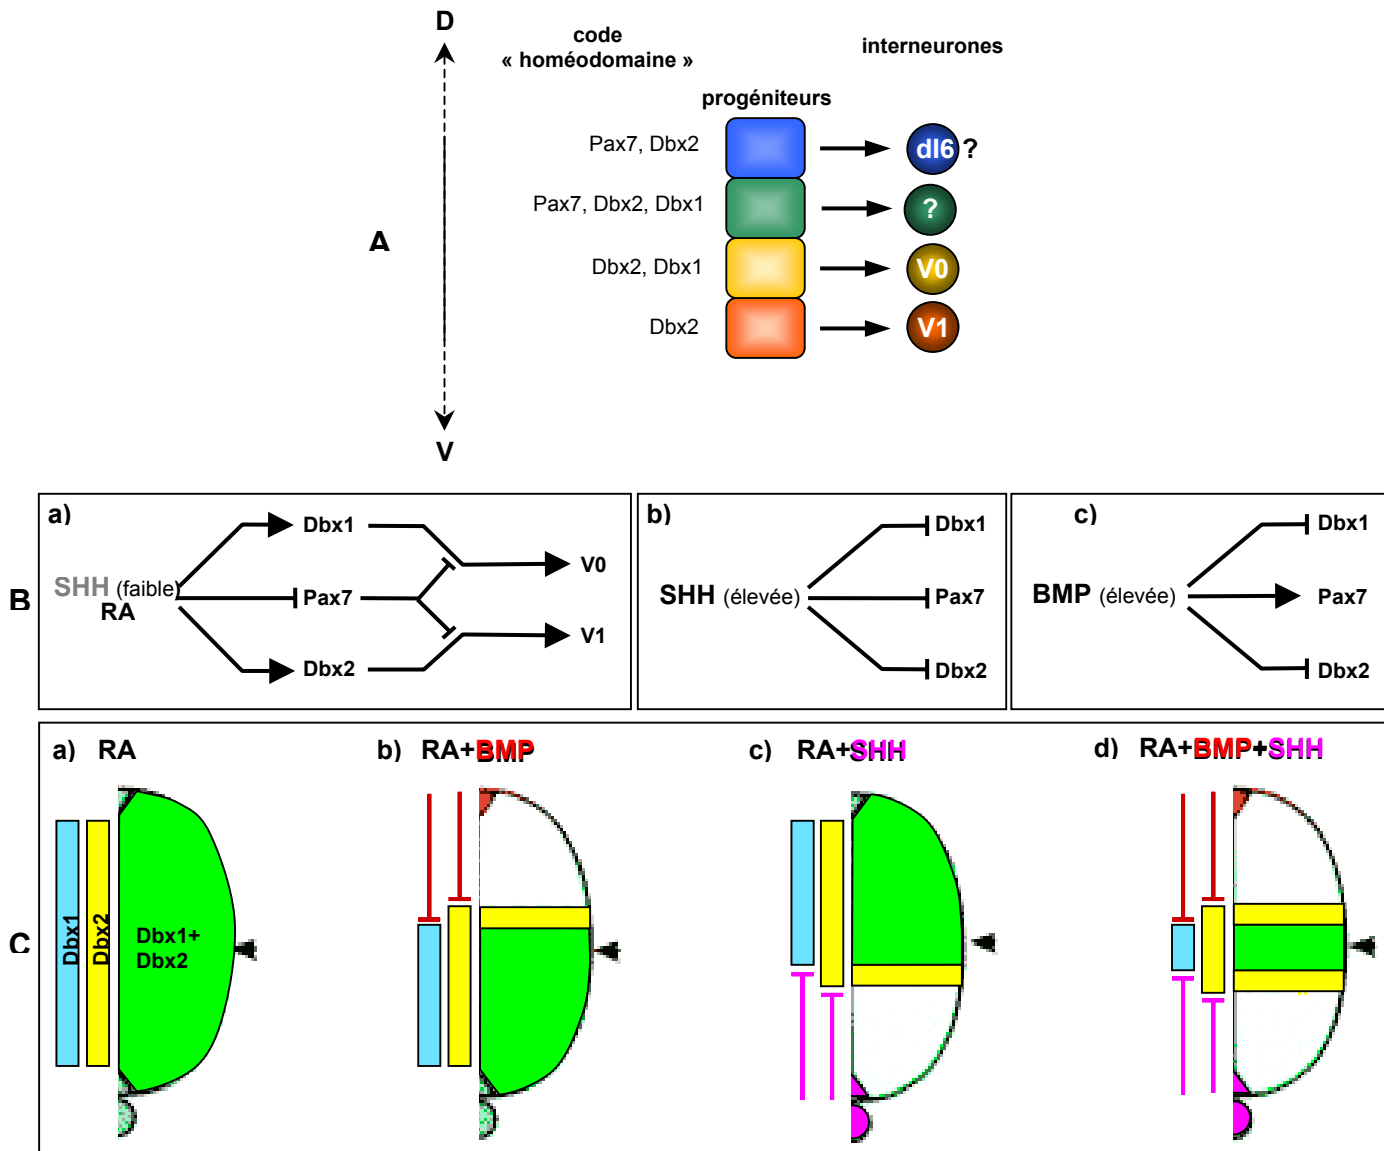 D
code
« homéodomaine »
interneurones
progéniteurs
Pax7, Dbx2
dI6 ?
Pax7, Dbx2, Dbx1
?
A
Dbx2, Dbx1
V0
Dbx2
V1
V
B
a)
Dbx1
SHH (faible)
RA
Pax7
Dbx2
V0
V1
b)
SHH (élevée)
Dbx1
Pax7
Dbx2
c)
BMP (élevée)
Dbx1
Pax7
Dbx2
C
a) RA
Dbx1
Dbx2
Dbx1+
Dbx2
b) RA+BMP
c) RA+SHH
d) RA+BMP+SHH